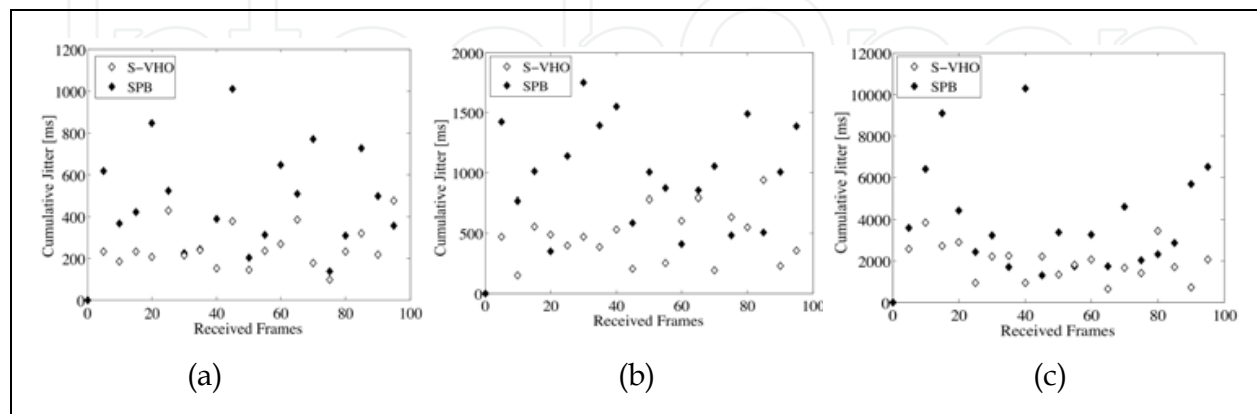 1200
1000
800
600
400
200
0
Cumulative Jitter [ms]
S-VHO
SPB
0 20 40 60 80 100
Received Frames
(a)
2000
1500
1000
500
0
Cumulative Jitter [ms]
S-VHO
SPB
0 20 40 60 80 100
Received Frames
(b)
12000
10000
8000
6000
4000
2000
0
Cumulative Jitter [ms]
S-VHO
SPB
0 20 40 60 80 100
Received Frames
(c)